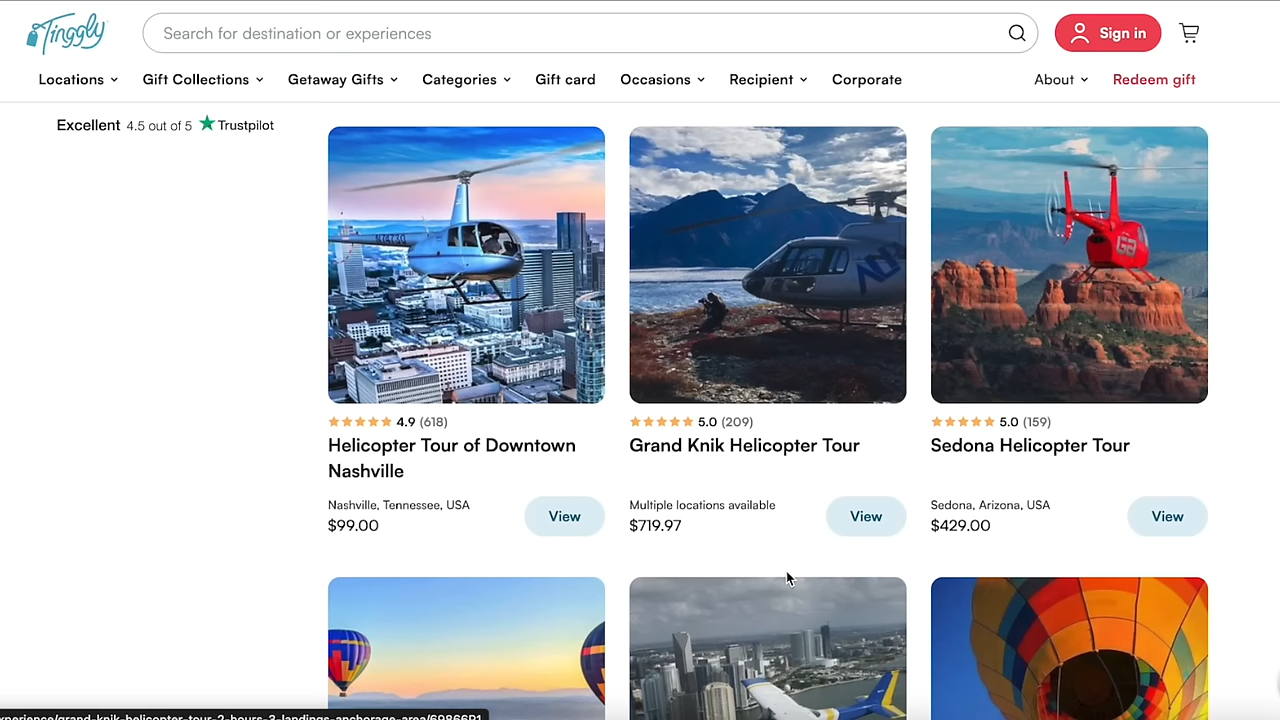 Tinggly
Search for destination or experiences
Sign in
Locations
Gift Collections
Getaway Gifts
Categories
Gift card
Occasions
Recipient
Corporate
About
Redeem gift
Excellent 4.5 out of 5 Trustpilot
GB
4.9 (618)
Helicopter Tour of Downtown
Nashville
Nashville, Tennessee, USA
$99.00
View
5.0 (209)
Grand Knik Helicopter Tour
Multiple locations available
$719.97
View
5.0 (159)
Sedona Helicopter Tour
Sedona, Arizona, USA
$429.00
View